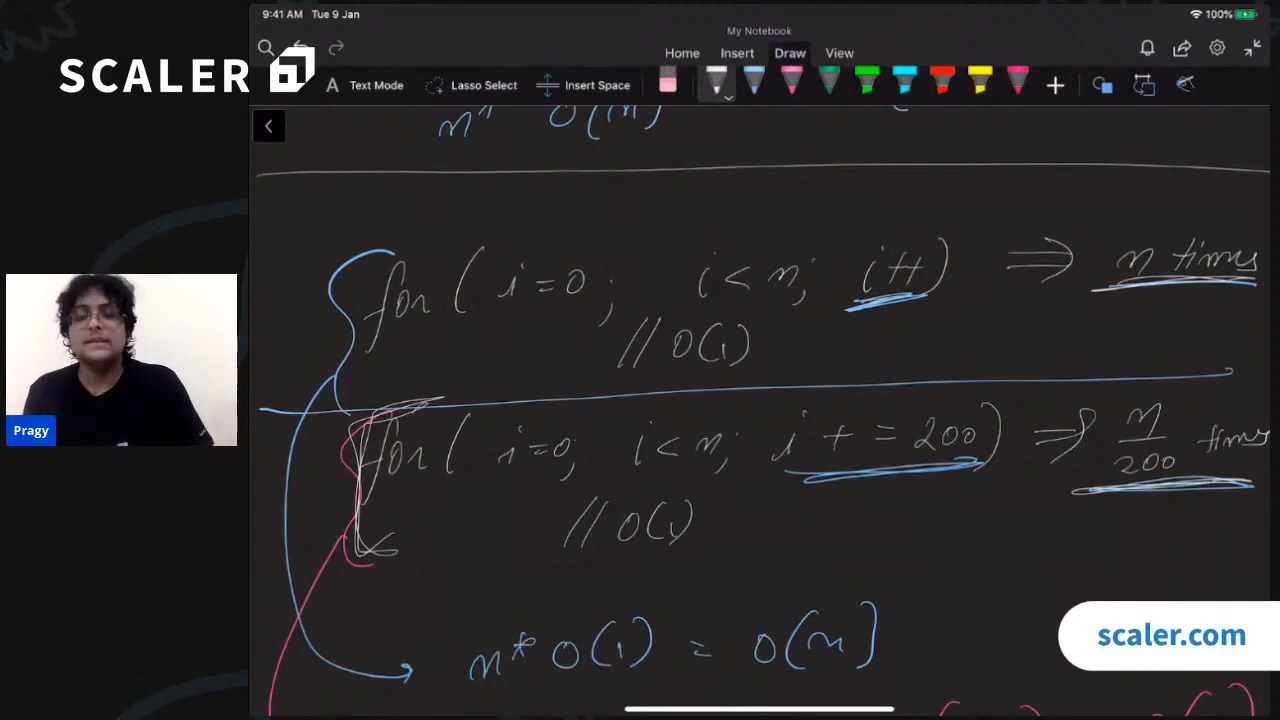 9:41 AM Tue 9 Jan
100%
My Notebook
SCALER
Home Insert Draw View
Text Mode Lasso Select Insert Space
n* O(n)
for( i=0; i<n; i++) ⇒ n times
// O(1)
for( i=0; i<n; i+=200) ⇒ n/200 times
// O(1)
Pragy
n* O(1) = O(n)
scaler.com